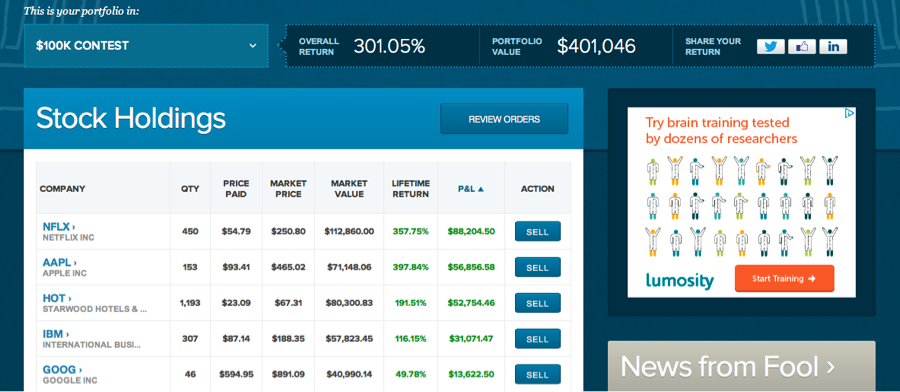 This is your portfolio in:
$100K CONTEST
OVERALL RETURN 301.05% PORTFOLIO VALUE $401,046 SHARE YOUR RETURN
Stock Holdings REVIEW ORDERS
COMPANY QTY PRICE PAID MARKET PRICE MARKET VALUE LIFETIME RETURN P&L ▲ ACTION
NFLX › 450 $54.79 $250.80 $112,860.00 357.75% $88,204.50 SELL
NETFLIX INC
AAPL › 153 $93.41 $465.02 $71,148.06 397.84% $56,856.58 SELL
APPLE INC
HOT › 1,193 $23.09 $67.31 $80,300.83 191.51% $52,754.46 SELL
STARWOOD HOTELS & ...
IBM › 307 $87.14 $188.35 $57,823.45 116.15% $31,071.47 SELL
INTERNATIONAL BUSI...
GOOG › 46 $594.95 $891.09 $40,990.14 49.78% $13,622.50 SELL
GOOGLE INC
Try brain training tested
by dozens of researchers
lumosity Start Training →
News from Fool ›